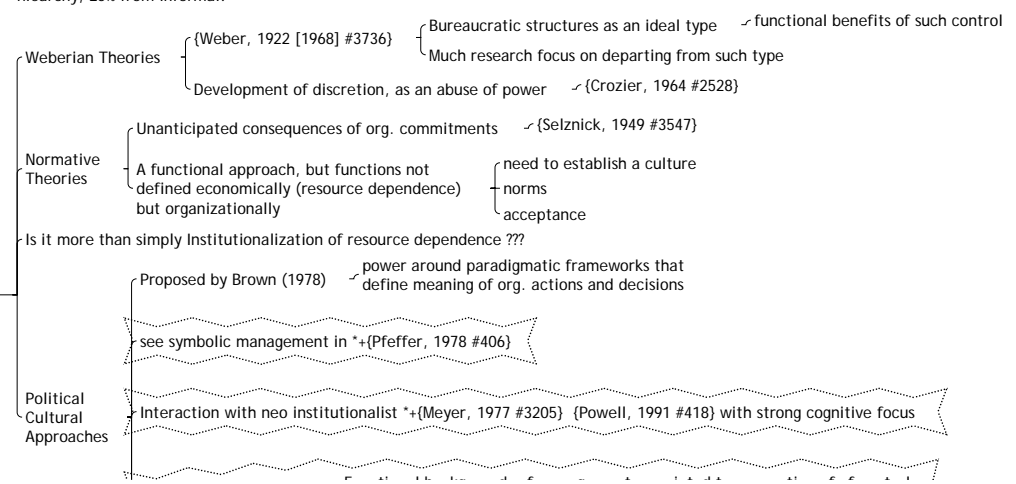 hierarchy, 20% from informal
Bureaucratic structures as an ideal type
functional benefits of such control
{Weber, 1922 [1968] #3736}
Much research focus on departing from such type
Weberian Theories
Development of discretion, as an abuse of power
{Crozier, 1964 #2528}
Unanticipated consequences of org. commitments
{Selznick, 1949 #3547}
Normative
Theories
A functional approach, but functions not
defined economically (resource dependence)
but organizationally
need to establish a culture
norms
acceptance
Is it more than simply Institutionalization of resource dependence ???
Proposed by Brown (1978)
power around paradigmatic frameworks that
define meaning of org. actions and decisions
see symbolic management in *+{Pfeffer, 1978 #406}
Political
Cultural
Approaches
Interaction with neo institutionalist *+{Meyer, 1977 #3205} {Powell, 1991 #418} with strong cognitive focus